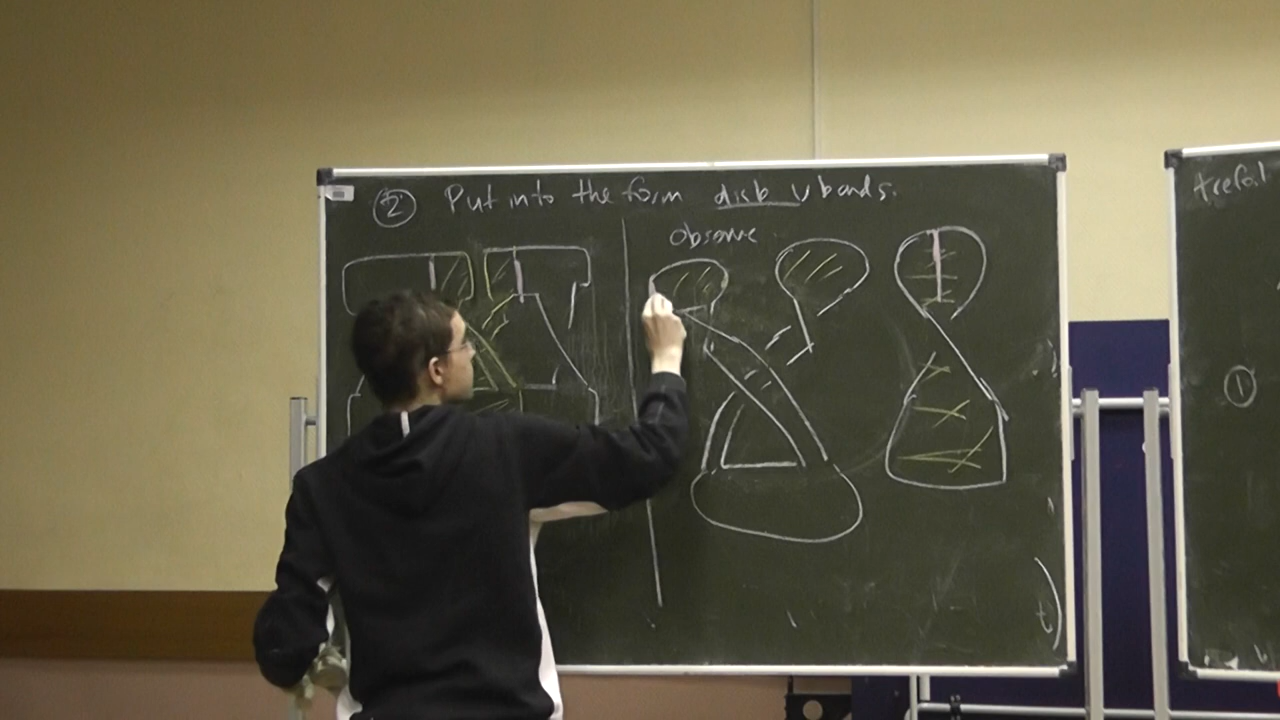 ② Put into the form disk ∪ bands.
observe
trefoil
①